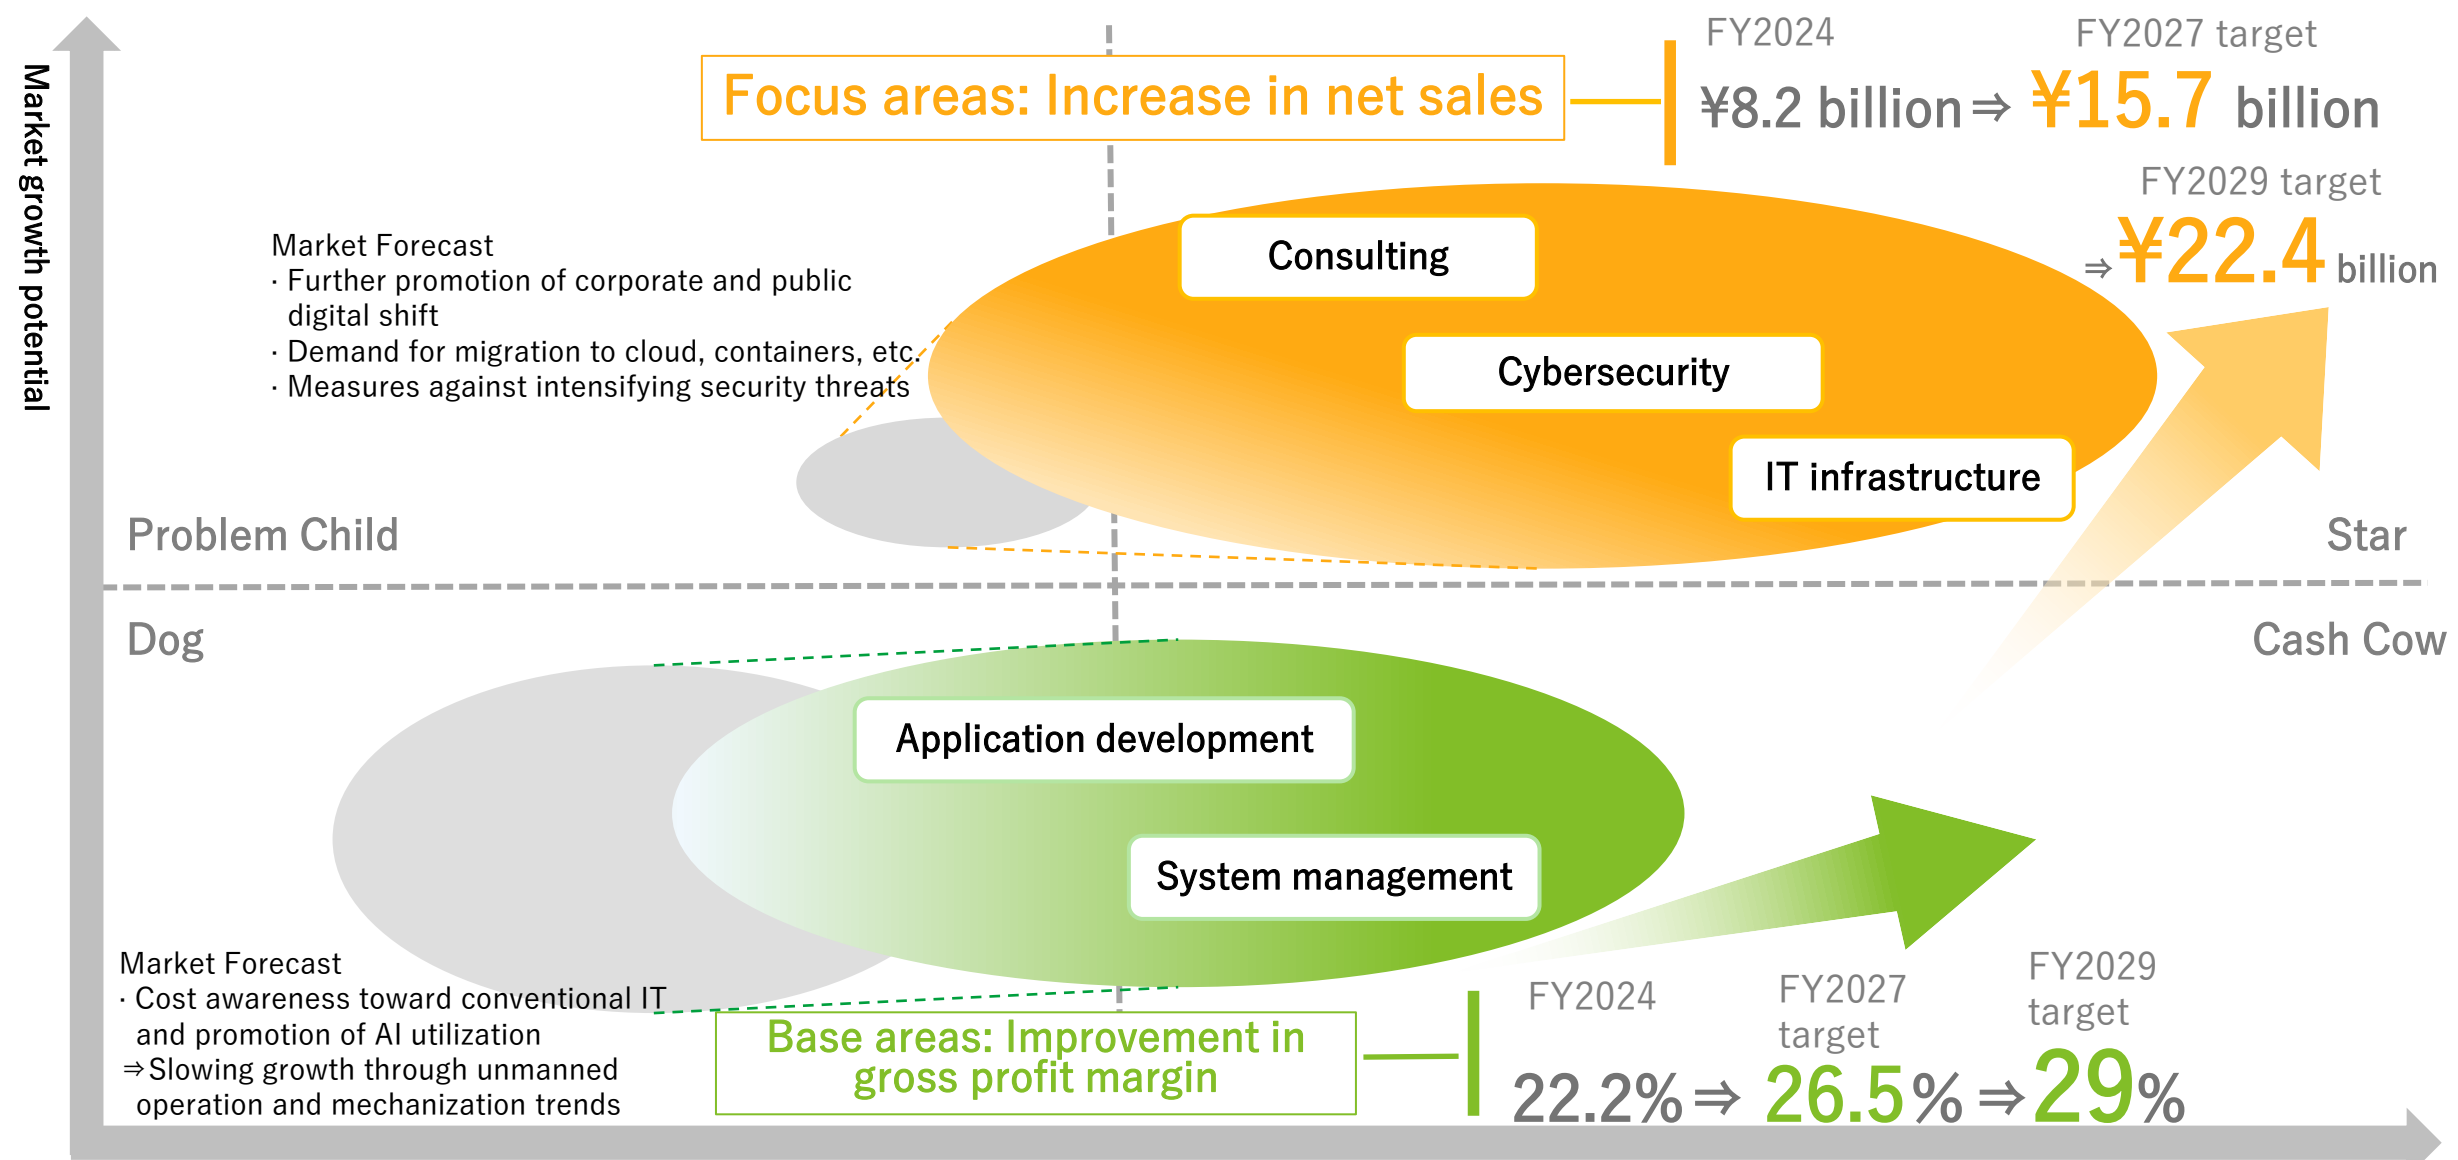 Market growth potential
Focus areas: Increase in net sales
FY2024
¥8.2 billion⇒
FY2027 target
¥15.7 billion
FY2029 target
⇒¥22.4 billion
Market Forecast
· Further promotion of corporate and public
digital shift
· Demand for migration to cloud, containers, etc.
· Measures against intensifying security threats
Consulting
Cybersecurity
IT infrastructure
Problem Child
Star
Dog
Cash Cow
Application development
System management
Market Forecast
· Cost awareness toward conventional IT
and promotion of AI utilization
⇒Slowing growth through unmanned
operation and mechanization trends
Base areas: Improvement in
gross profit margin
FY2024
22.2%⇒
FY2027
target
26.5%
FY2029
target
⇒29%